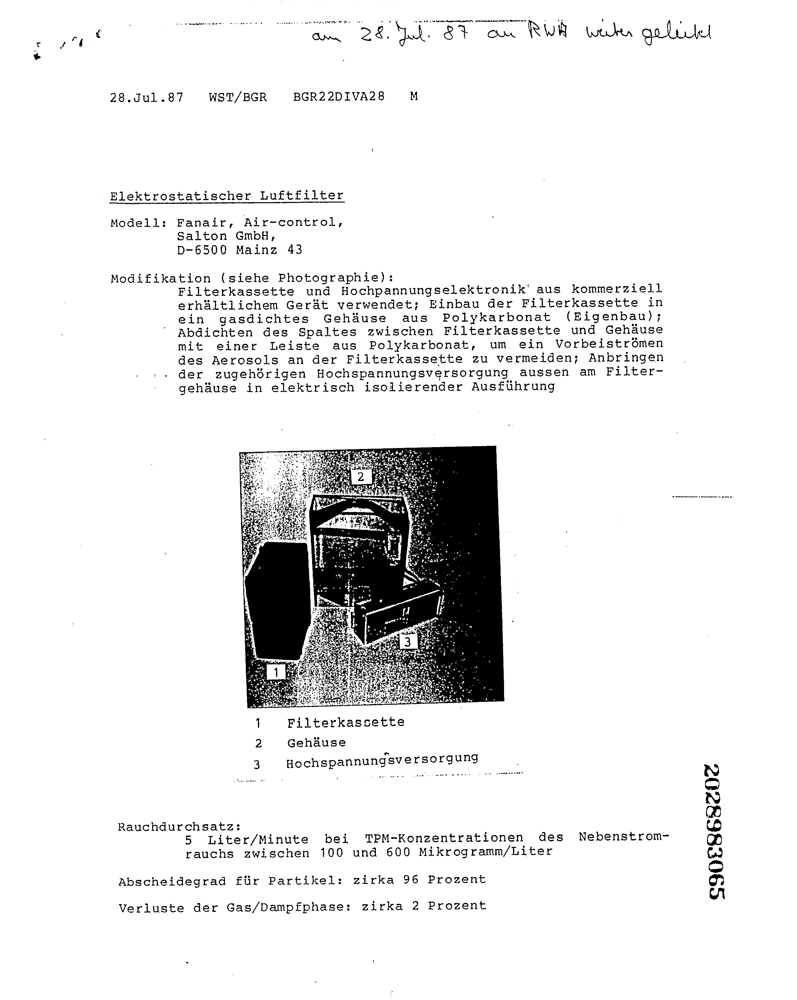 am 28. Jul. 87 an RWA weiter geleitet
28.Jul.87 WST/BGR BGR22DIVA28 M
Elektrostatischer Luftfilter
Modell: Fanair, Air-control,
Salton GmbH,
D-6500 Mainz 43
Modifikation (siehe Photographie):
Filterkassette und Hochpannungselektronik aus kommerziell
erhältlichem Gerät verwendet; Einbau der Filterkassette in
ein gasdichtes Gehäuse aus Polykarbonat (Eigenbau);
Abdichten des Spaltes zwischen Filterkassette und Gehäuse
mit einer Leiste aus Polykarbonat, um ein Vorbeiströmen
des Aerosols an der Filterkassette zu vermeiden; Anbringen
der zugehörigen Hochspannungsversorgung aussen am Filter-
gehäuse in elektrisch isolierender Ausführung
2
3
1
1 Filterkassette
2 Gehäuse
3 Hochspannungsversorgung
Rauchdurchsatz:
5 Liter/Minute bei TPM-Konzentrationen des Nebenstrom-
rauchs zwischen 100 und 600 Mikrogramm/Liter
Abscheidegrad für Partikel: zirka 96 Prozent
Verluste der Gas/Dampfphase: zirka 2 Prozent
2028983065